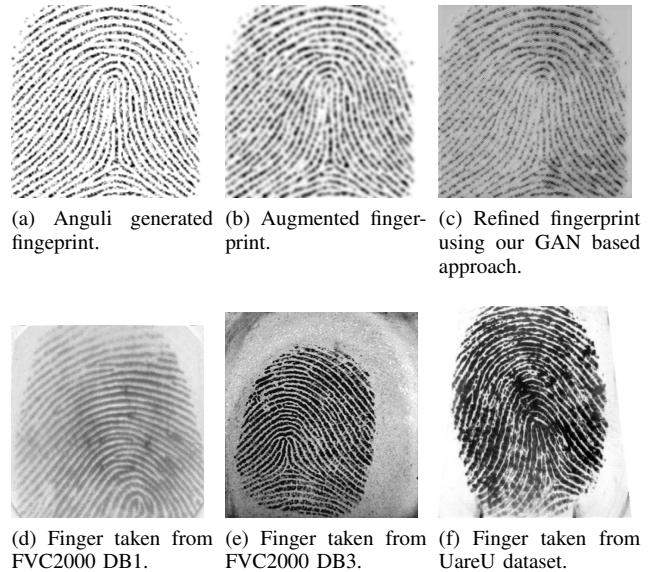 (a) Anguli generated
fingeprint.
(b) Augmented finger-
print.
(c) Refined fingerprint
using our GAN based
approach.
(d) Finger taken from
FVC2000 DB1.
(e) Finger taken from
FVC2000 DB3.
(f) Finger taken from
UareU dataset.